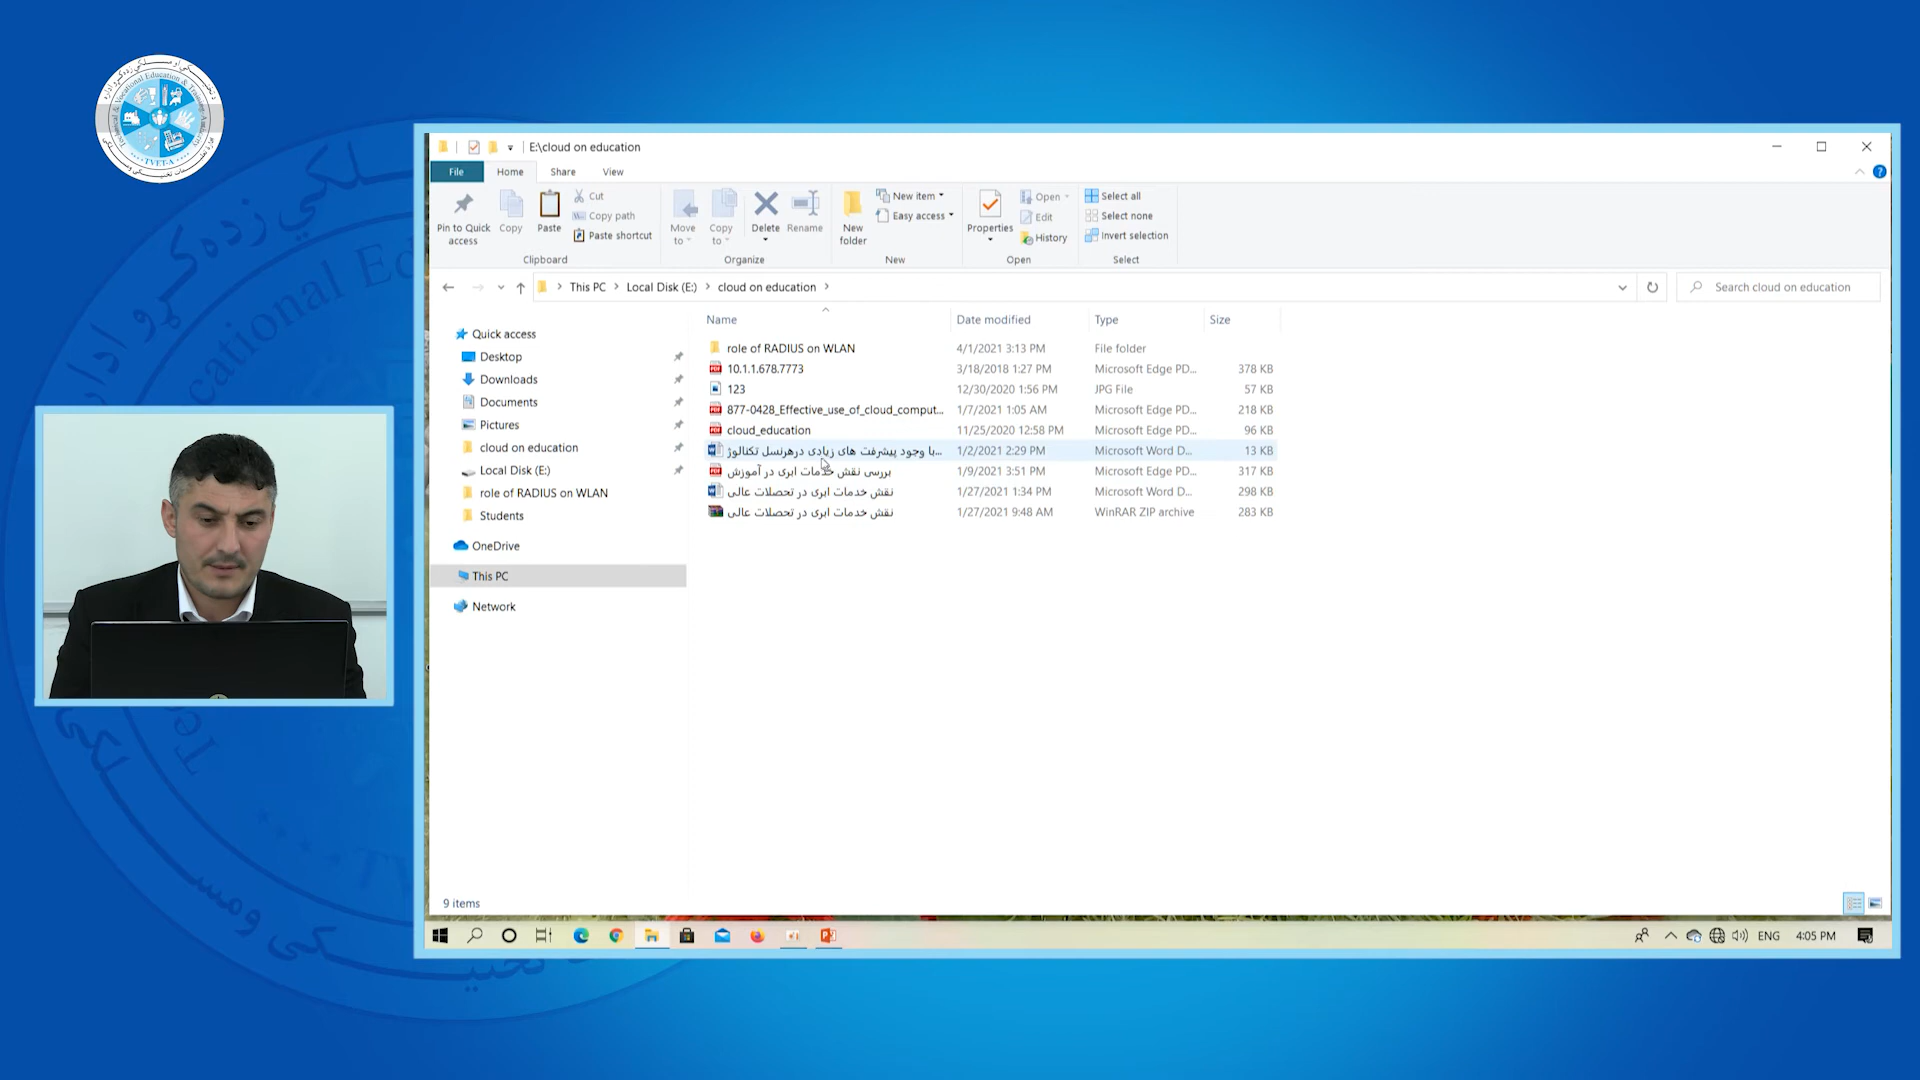 Technical & Vocational Education & Training Authority
TVET-A
E:\cloud on education
File Home Share View
Pin to Quick access
Copy
Paste
Cut
Copy path
Paste shortcut
Clipboard
Move to
Copy to
Delete
Rename
Organize
New folder
New item
Easy access
New
Properties
Open
Edit
History
Open
Select all
Select none
Invert selection
Select
This PC > Local Disk (E:) > cloud on education >
Search cloud on education
Quick access
Desktop
Downloads
Documents
Pictures
cloud on education
Local Disk (E:)
role of RADIUS on WLAN
Students
OneDrive
This PC
Network
Name Date modified Type Size
role of RADIUS on WLAN 4/1/2021 3:13 PM File folder
10.1.1.678.7773 3/18/2018 1:27 PM Microsoft Edge PD... 378 KB
123 12/30/2020 1:56 PM JPG File 57 KB
877-0428_Effective_use_of_cloud_comput... 1/7/2021 1:05 AM Microsoft Edge PD... 218 KB
cloud_education 11/25/2020 12:58 PM Microsoft Edge PD... 96 KB
با وجود پیشرفت های زیادی درهرنسل تکنالوژ... 1/2/2021 2:29 PM Microsoft Word D... 13 KB
بررسی نقش خدمات ابری در آموزش 1/9/2021 3:51 PM Microsoft Edge PD... 317 KB
نقش خدمات ابری در تحصلات عالی 1/27/2021 1:34 PM Microsoft Word D... 298 KB
نقش خدمات ابری در تحصلات عالی 1/27/2021 9:48 AM WinRAR ZIP archive 283 KB
9 items
ENG 4:05 PM